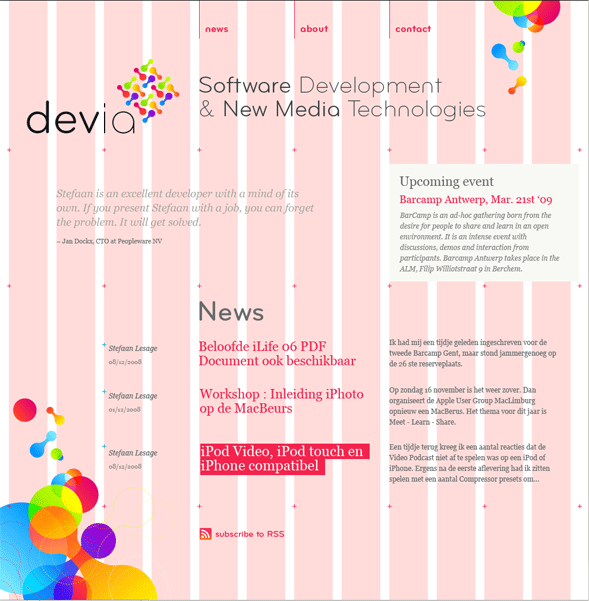 news
about
contact
devia
Software Development
& New Media Technologies
Stefaan is an excellent developer with a mind of its
own. If you present Stefaan with a job, you can forget
the problem. It will get solved.
– Jan Dockx, CTO at Peopleware NV
Upcoming event
Barcamp Antwerp, Mar. 21st ‘09
BarCamp is an ad-hoc gathering born from the
desire for people to share and learn in an open
environment. It is an intense event with
discussions, demos and interaction from
participants. Barcamp Antwerp takes place in the
ALM, Filip Williotstraat 9 in Berchem.
News
Stefaan Lesage
08/12/2008
Beloofde iLife 06 PDF
Document ook beschikbaar
Ik had mij een tijdje geleden ingeschreven voor de
tweede Barcamp Gent, maar stond jammergenoeg op
de 26 ste reserveplaats.
Stefaan Lesage
01/12/2008
Workshop : Inleiding iPhoto
op de MacBeurs
Op zondag 16 november is het weer zover. Dan
organiseert de Apple User Group MacLimburg
opnieuw een MacBerus. Het thema voor dit jaar is
Meet - Learn - Share.
Stefaan Lesage
08/12/2008
iPod Video, iPod touch en
iPhone compatibel
Een tijdje terug kreeg ik een aantal reacties dat de
Video Podcast niet af te spelen was op een iPod of
iPhone. Ergens na de eerste aflevering had ik zitten
spelen met een aantal Compressor presets om...
subscribe to RSS